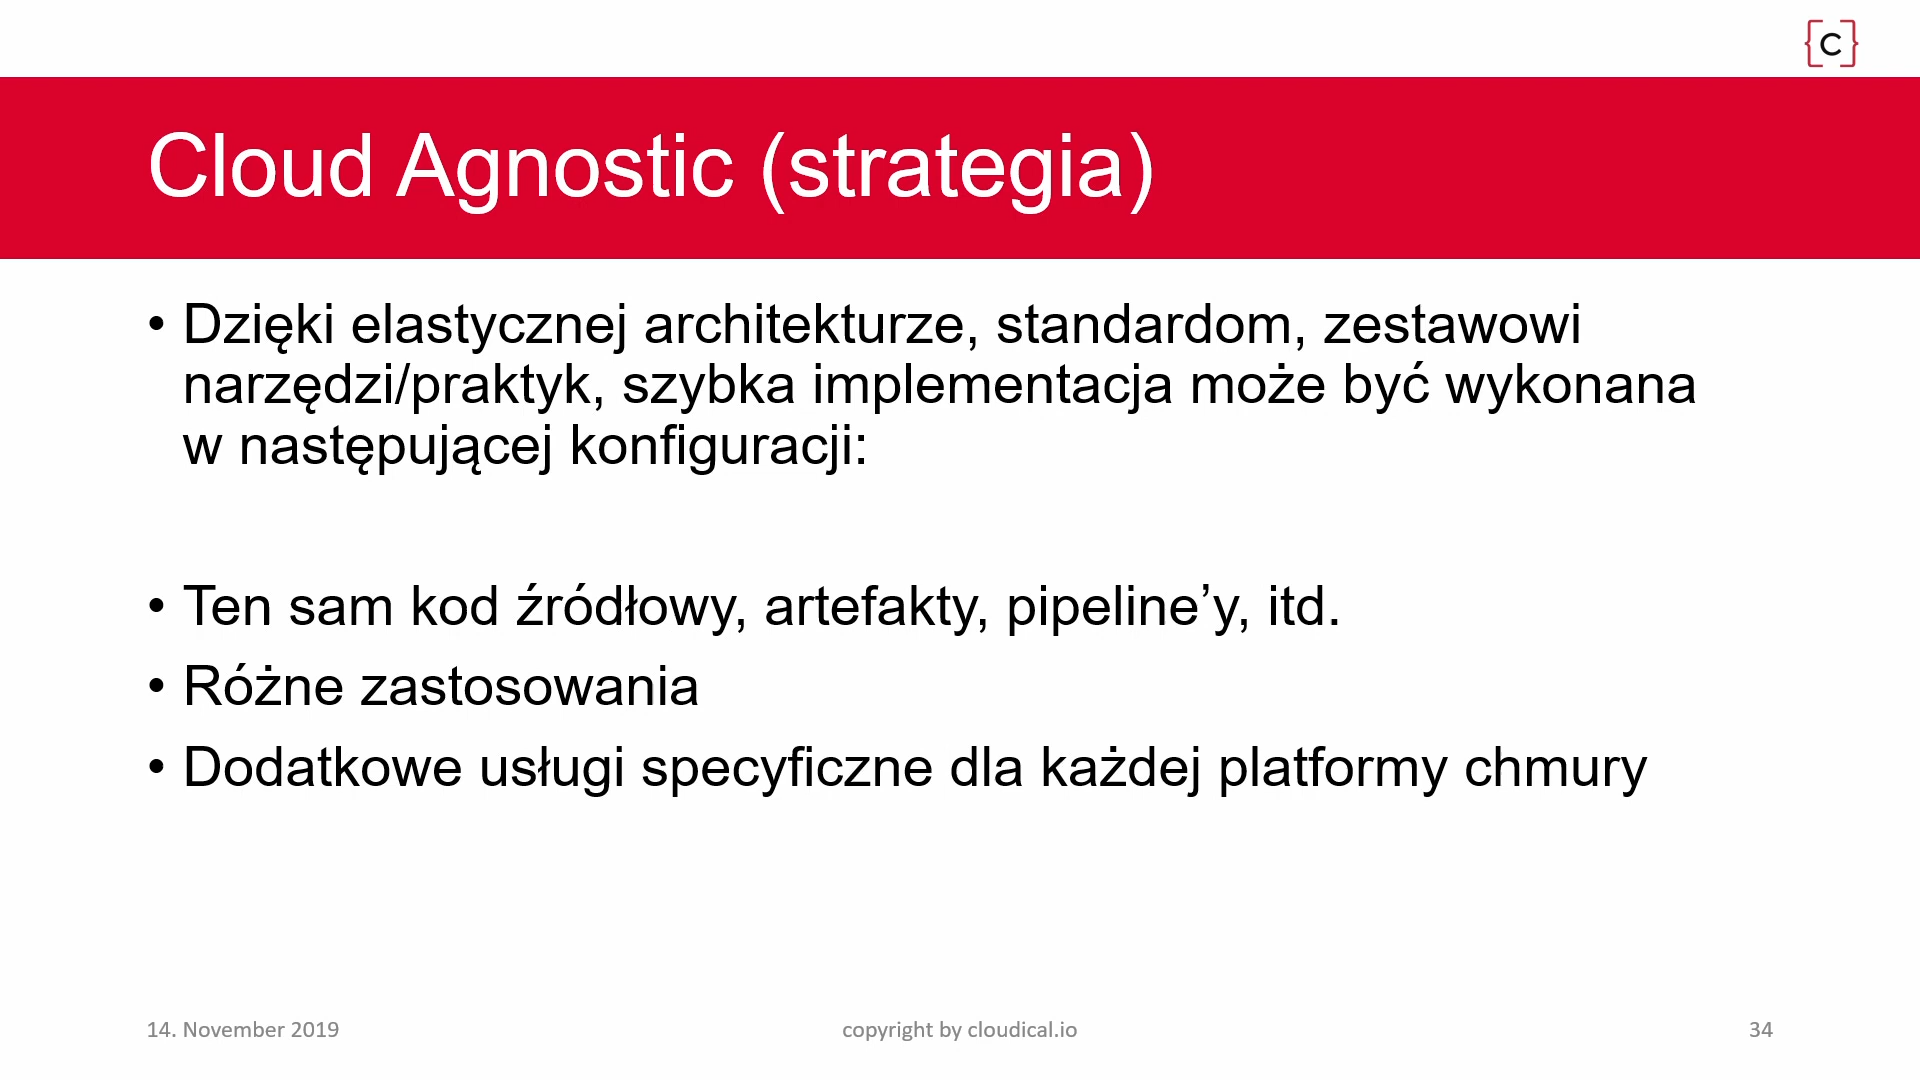 [C]
Cloud Agnostic (strategia)
• Dzięki elastycznej architekturze, standardom, zestawowi
narzędzi/praktyk, szybka implementacja może być wykonana
w następującej konfiguracji:
• Ten sam kod źródłowy, artefakty, pipeline’y, itd.
• Różne zastosowania
• Dodatkowe usługi specyficzne dla każdej platformy chmury
14. November 2019
copyright by cloudical.io
34